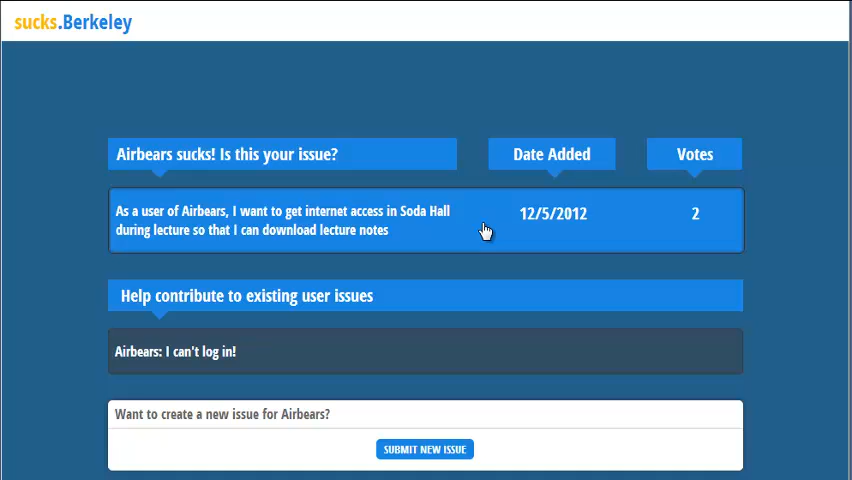 sucks.Berkeley
Airbears sucks! Is this your issue?
Date Added
Votes
As a user of Airbears, I want to get internet access in Soda Hall
during lecture so that I can download lecture notes
12/5/2012
2
Help contribute to existing user issues
Airbears: I can't log in!
Want to create a new issue for Airbears?
SUBMIT NEW ISSUE